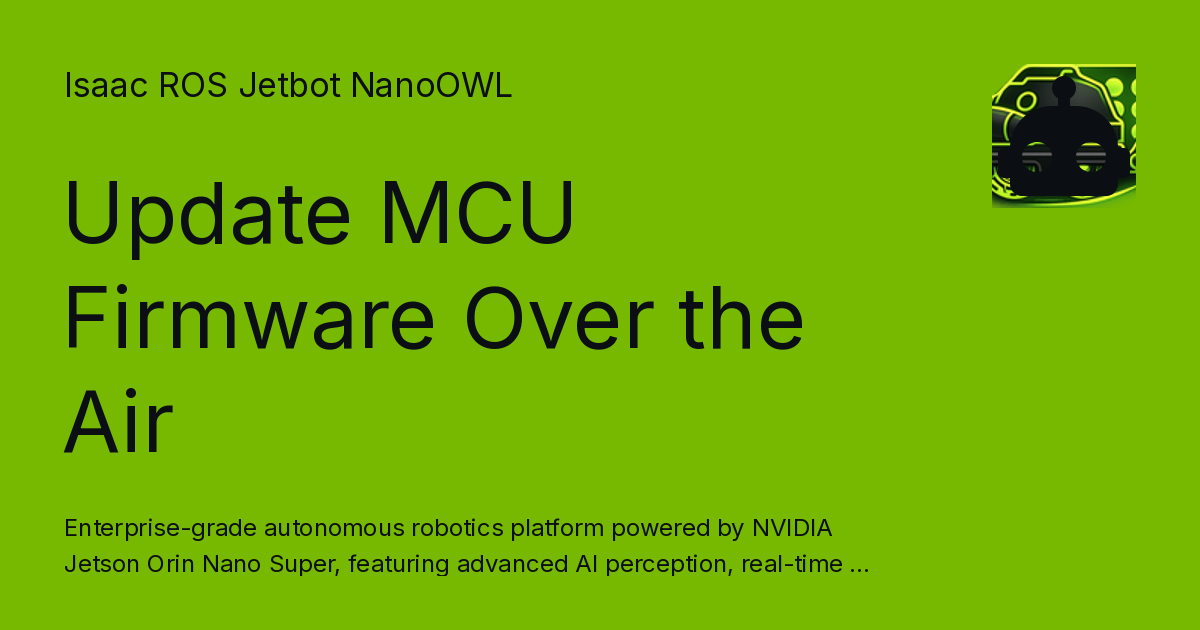 Isaac ROS Jetbot NanoOWL
Update MCU
Firmware Over the
Air
Enterprise-grade autonomous robotics platform powered by NVIDIA
Jetson Orin Nano Super, featuring advanced AI perception, real-time ...